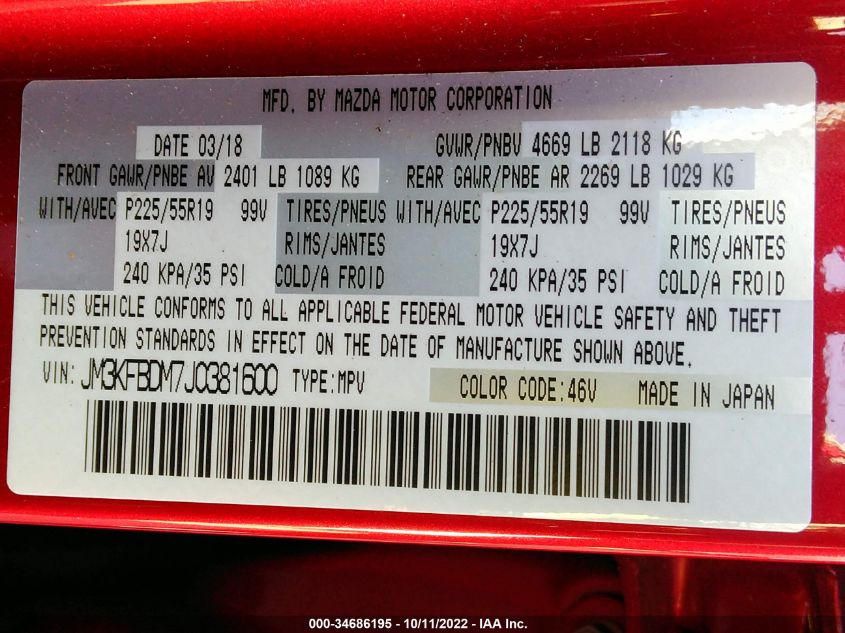 MFD. BY MAZDA MOTOR CORPORATION
DATE 03/18 GVWR/PNBV 4669 LB 2118 KG
FRONT GAWR/PNBE AV 2401 LB 1089 KG REAR GAWR/PNBE AR 2269 LB 1029 KG
WITH/AVEC P225/55R19 99V TIRES/PNEUS WITH/AVEC P225/55R19 99V TIRES/PNEUS
19X7J RIMS/JANTES 19X7J RIMS/JANTES
240 KPA/35 PSI COLD/A FROID 240 KPA/35 PSI COLD/A FROID
THIS VEHICLE CONFORMS TO ALL APPLICABLE FEDERAL MOTOR VEHICLE SAFETY AND THEFT
PREVENTION STANDARDS IN EFFECT ON THE DATE OF MANUFACTURE SHOWN ABOVE.
VIN: JM3KFBDM7J0381600 TYPE:MPV COLOR CODE:46V MADE IN JAPAN
000-34686195 - 10/11/2022 - IAA Inc.